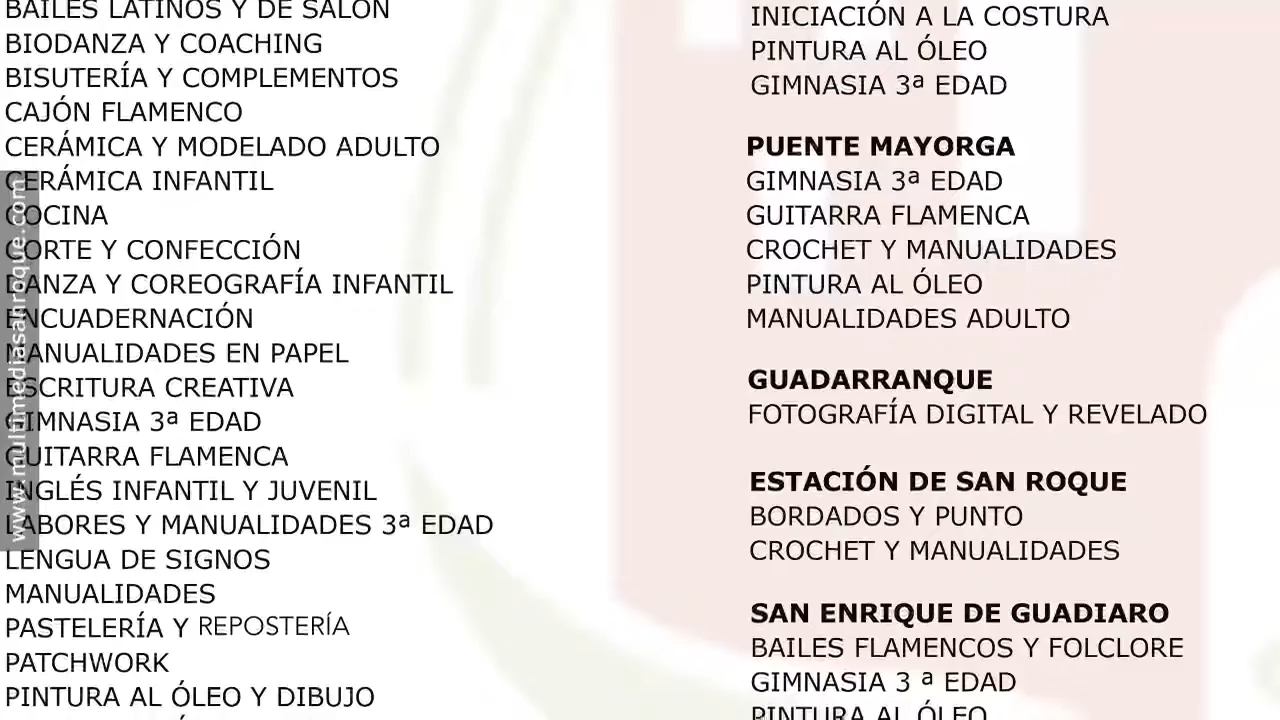 BAILES LATINOS Y DE SALÓN
BIODANZA Y COACHING
BISUTERÍA Y COMPLEMENTOS
CAJÓN FLAMENCO
CERÁMICA Y MODELADO ADULTO
CERÁMICA INFANTIL
COCINA
CORTE Y CONFECCIÓN
DANZA Y COREOGRAFÍA INFANTIL
ENCUADERNACIÓN
MANUALIDADES EN PAPEL
ESCRITURA CREATIVA
GIMNASIA 3ª EDAD
GUITARRA FLAMENCA
INGLÉS INFANTIL Y JUVENIL
LABORES Y MANUALIDADES 3ª EDAD
LENGUA DE SIGNOS
MANUALIDADES
PASTELERÍA Y REPOSTERÍA
PATCHWORK
PINTURA AL ÓLEO Y DIBUJO
INICIACIÓN A LA COSTURA
PINTURA AL ÓLEO
GIMNASIA 3ª EDAD
PUENTE MAYORGA
GIMNASIA 3ª EDAD
GUITARRA FLAMENCA
CROCHET Y MANUALIDADES
PINTURA AL ÓLEO
MANUALIDADES ADULTO
GUADARRANQUE
FOTOGRAFÍA DIGITAL Y REVELADO
ESTACIÓN DE SAN ROQUE
BORDADOS Y PUNTO
CROCHET Y MANUALIDADES
SAN ENRIQUE DE GUADIARO
BAILES FLAMENCOS Y FOLCLORE
GIMNASIA 3 ª EDAD
PINTURA AL ÓLEO
www.multimediasanroque.com